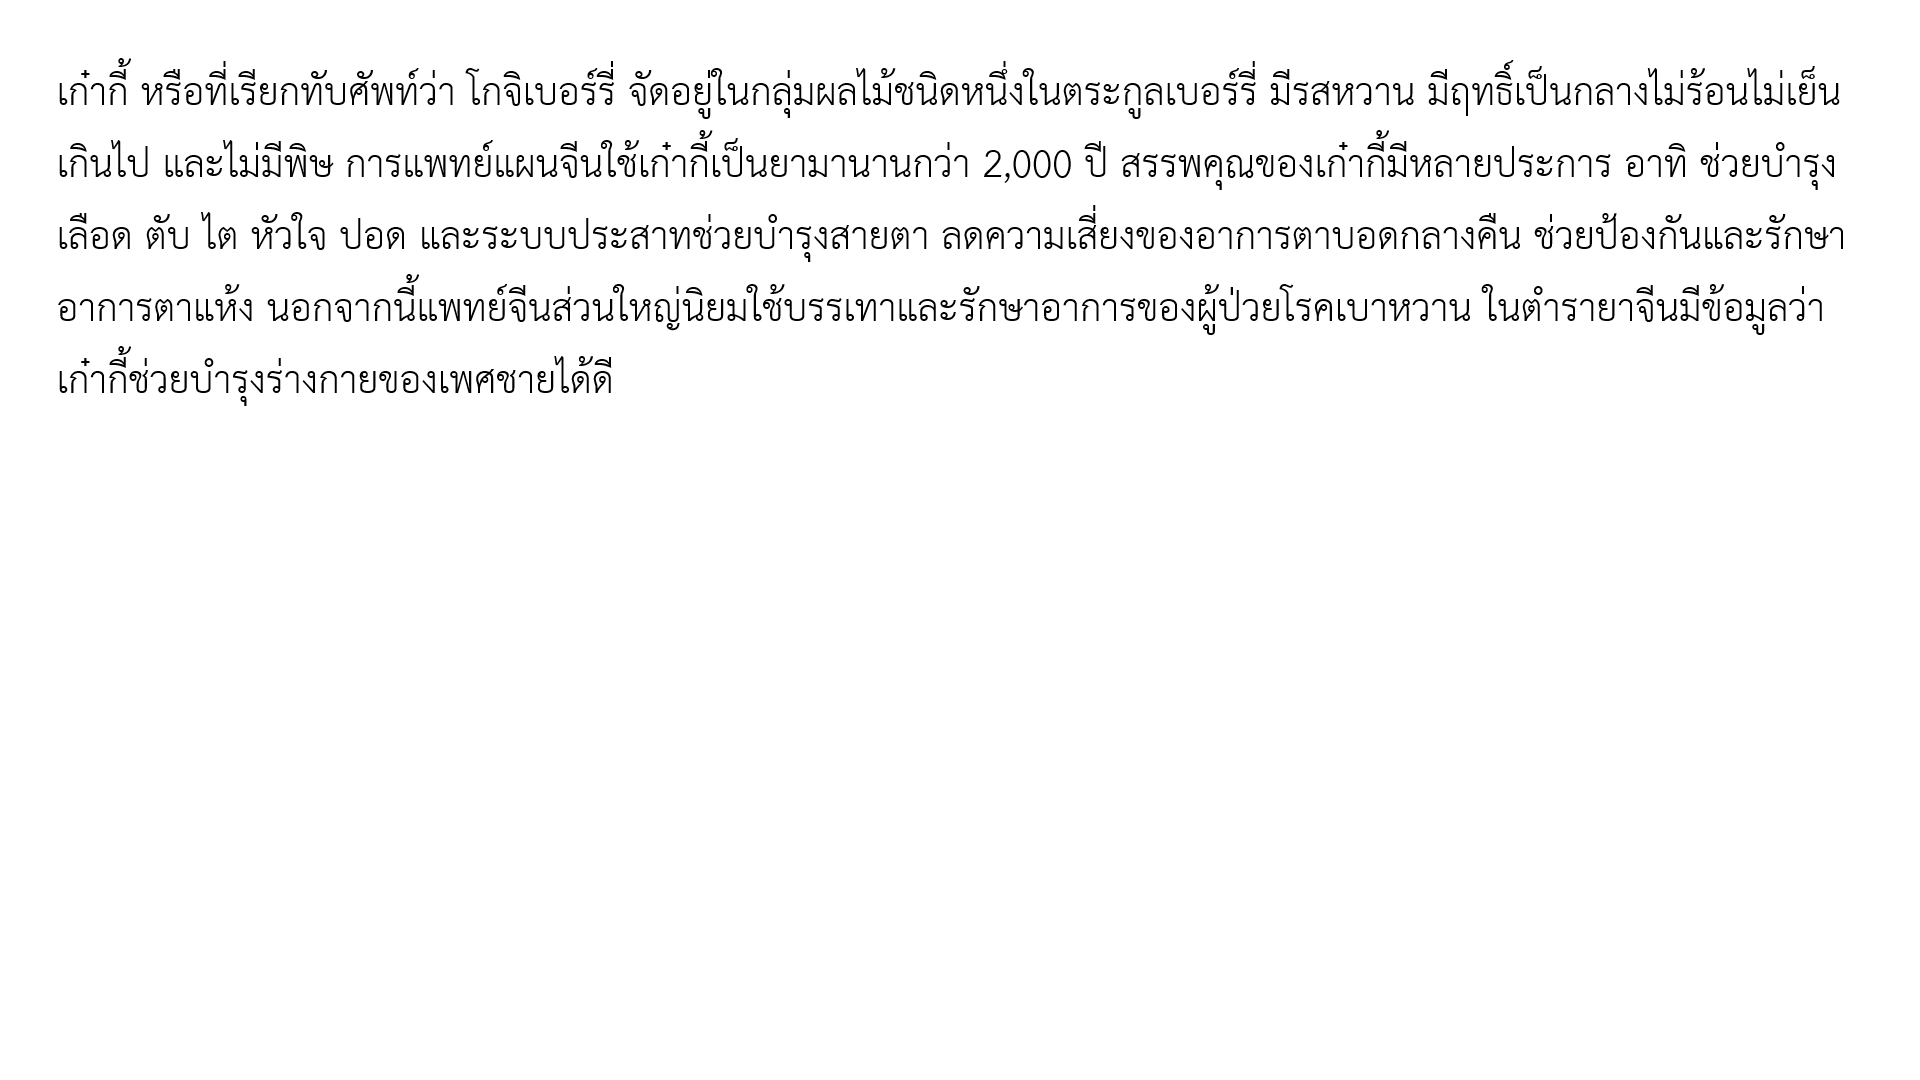 เก๋ากี้ หรือที่เรียกทับศัพท์ว่า โกจิเบอร์รี่ จัดอยู่ในกลุ่มผลไม้ชนิดหนึ่งในตระกูลเบอร์รี่ มีรสหวาน มีฤทธิ์เป็นกลางไม่ร้อนไม่เย็น
เกินไป และไม่มีพิษ การแพทย์แผนจีนใช้เก๋ากี้เป็นยามานานกว่า 2,000 ปี สรรพคุณของเก๋ากี้มีหลายประการ อาทิ ช่วยบำรุง
เลือด ตับ ไต หัวใจ ปอด และระบบประสาทช่วยบำรุงสายตา ลดความเสี่ยงของอาการตาบอดกลางคืน ช่วยป้องกันและรักษา
อาการตาแห้ง นอกจากนี้แพทย์จีนส่วนใหญ่นิยมใช้บรรเทาและรักษาอาการของผู้ป่วยโรคเบาหวาน ในตำรายาจีนมีข้อมูลว่า
เก๋ากี้ช่วยบำรุงร่างกายของเพศชายได้ดี